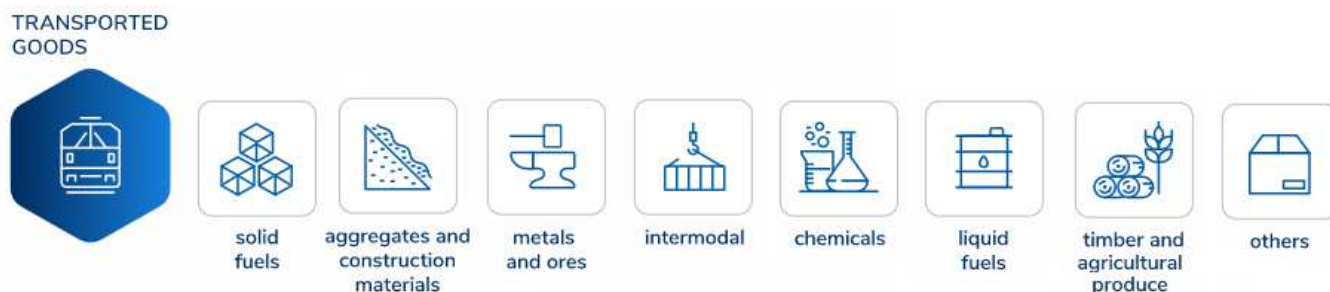 TRANSPORTED
GOODS
solid
fuels
aggregates and
construction
materials
metals
and ores
intermodal
chemicals
liquid
fuels
timber and
agricultural
produce
others